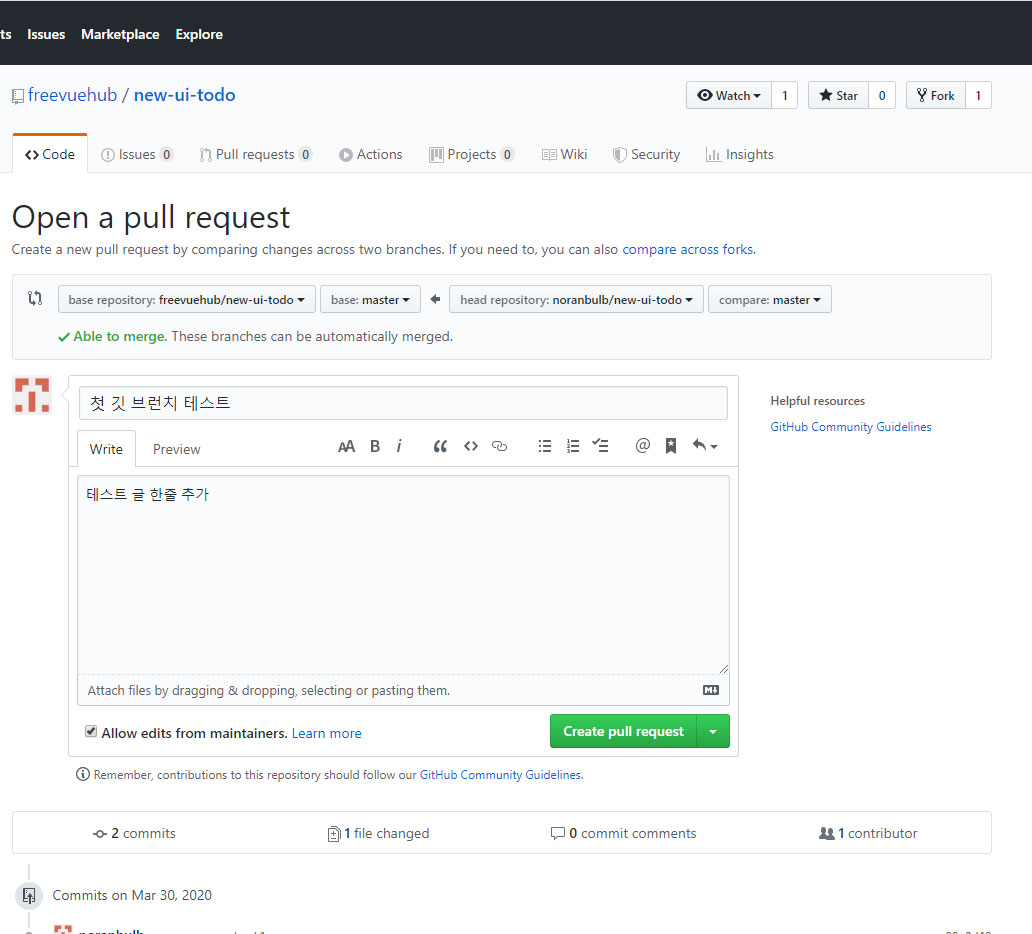 ts Issues Marketplace Explore
freevuehub / new-ui-todo Watch 1 Star 0 Fork 1
Code Issues 0 Pull requests 0 Actions Projects 0 Wiki Security Insights
Open a pull request
Create a new pull request by comparing changes across two branches. If you need to, you can also compare across forks.
base repository: freevuehub/new-ui-todo base: master head repository: noranbulb/new-ui-todo compare: master
Able to merge. These branches can be automatically merged.
첫 깃 브런치 테스트
Helpful resources
GitHub Community Guidelines
Write Preview AA B i @
테스트 글 한줄 추가
Attach files by dragging & dropping, selecting or pasting them.
Allow edits from maintainers. Learn more Create pull request
Remember, contributions to this repository should follow our GitHub Community Guidelines.
2 commits 1 file changed 0 commit comments 1 contributor
Commits on Mar 30, 2020
noranbulb